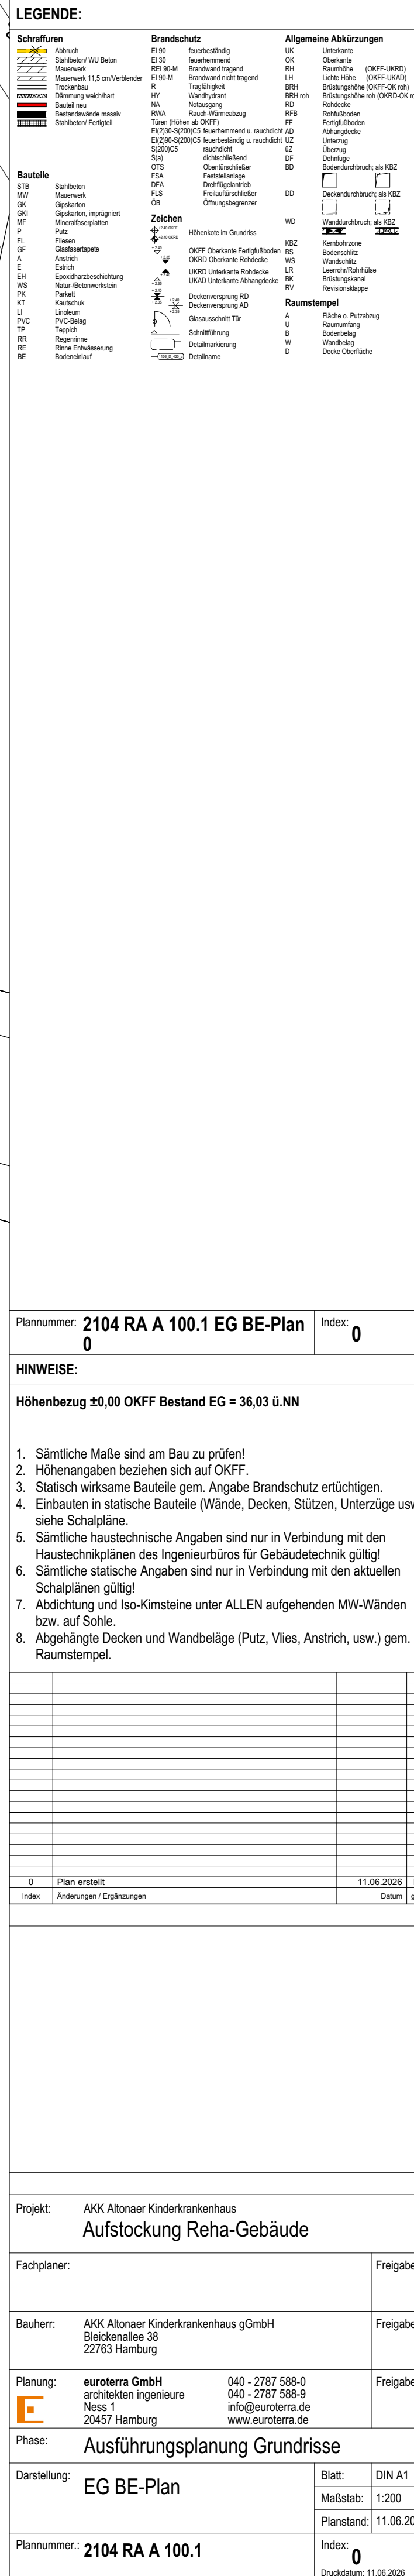 LEGENDE:
Schraffuren
Abbruch
Stahlbeton/ WU Beton
Mauerwerk
Mauerwerk 11,5 cm/Verblender
Trockenbau
Dämmung weich/hart
Bauteil neu
Bestandswände massiv
Stahlbeton/ Fertigteil
Bauteile
STB Stahlbeton
MW Mauerwerk
GK Gipskarton
GKI Gipskarton, imprägniert
MF Mineralfaserplatten
P Putz
FL Fliesen
GF Glasfasertapete
A Anstrich
E Estrich
EH Epoxidharzbeschichtung
WS Natur-/Betonwerkstein
PK Parkett
KT Kautschuk
LI Linoleum
PVC PVC-Belag
TP Teppich
RR Regenrinne
RE Rinne Entwässerung
BE Bodeneinlauf
Brandschutz
EI 90 feuerbeständig
EI 30 feuerhemmend
REI 90-M Brandwand tragend
EI 90-M Brandwand nicht tragend
R Tragfähigkeit
HY Wandhydrant
NA Notausgang
RWA Rauch-Wärmeabzug
Türen (Höhen ab OKFF)
EI(2)30-S(200)C5 feuerhemmend u. rauchdicht
EI(2)90-S(200)C5 feuerbeständig u. rauchdicht
S(200)C5 rauchdicht
S(a) dichtschließend
OTS Obentürschließer
FSA Feststellanlage
DFA Drehflügelantrieb
FLS Freilauftürschließer
ÖB Öffnungsbegrenzer
Zeichen
+2.40 OKFF
+2.40 OKRD
Höhenkote im Grundriss
OKFF Oberkante Fertigfußboden
OKRD Oberkante Rohdecke
UKRD Unterkante Rohdecke
UKAD Unterkante Abhangdecke
Deckenversprung RD
Deckenversprung AD
Glasausschnitt Tür
Schnittführung
Detailmarkierung
Detailname
Allgemeine Abkürzungen
UK Unterkante
OK Oberkante
RH Raumhöhe (OKFF-UKRD)
LH Lichte Höhe (OKFF-UKAD)
BRH Brüstungshöhe (OKFF-OK roh)
BRH roh Brüstungshöhe roh (OKRD-OK
RD Rohdecke
RFB Rohfußboden
FF Fertigfußboden
AD Abhangdecke
UZ Unterzug
üZ Überzug
DF Dehnfuge
BD Bodendurchbruch; als KBZ
DD Deckendurchbruch; als KBZ
WD Wanddurchbruch; als KBZ
KBZ Kernbohrzone
BS Bodenschlitz
WS Wandschlitz
LR Leerrohr/Rohrhülse
BK Brüstungskanal
RV Revisionsklappe
Raumstempel
A Fläche o. Putzabzug
U Raumumfang
B Bodenbelag
W Wandbelag
D Decke Oberfläche
Plannummer: 2104 RA A 100.1 EG BE-Plan
0
Index: 0
HINWEISE:
Höhenbezug ±0,00 OKFF Bestand EG = 36,03 ü.NN
1. Sämtliche Maße sind am Bau zu prüfen!
2. Höhenangaben beziehen sich auf OKFF.
3. Statisch wirksame Bauteile gem. Angabe Brandschutz ertüchtigen.
4. Einbauten in statische Bauteile (Wände, Decken, Stützen, Unterzüge
siehe Schalpläne.
5. Sämtliche haustechnische Angaben sind nur in Verbindung mit den
Haustechnikplänen des Ingenieurbüros für Gebäudetechnik gültig!
6. Sämtliche statische Angaben sind nur in Verbindung mit den aktuellen
Schalplänen gültig!
7. Abdichtung und Iso-Kimsteine unter ALLEN aufgehenden MW-Wänden
bzw. auf Sohle.
8. Abgehängte Decken und Wandbeläge (Putz, Vlies, Anstrich, usw.) gem.
Raumstempel.
0 Plan erstellt 11.06.2026
Index Änderungen / Ergänzungen Datum
Projekt: AKK Altonaer Kinderkrankenhaus
Aufstockung Reha-Gebäude
Fachplaner: Freigabe
Bauherr: AKK Altonaer Kinderkrankenhaus gGmbH Freigabe
Bleickenallee 38
22763 Hamburg
Planung: euroterra GmbH 040 - 2787 588-0 Freigabe
architekten ingenieure 040 - 2787 588-9
Ness 1 info@euroterra.de
20457 Hamburg www.euroterra.de
Phase: Ausführungsplanung Grundrisse
Darstellung: EG BE-Plan
Blatt: DIN A1
Maßstab: 1:200
Planstand: 11.06.20
Plannummer.: 2104 RA A 100.1
Index: 0
Druckdatum: 11.06.2026